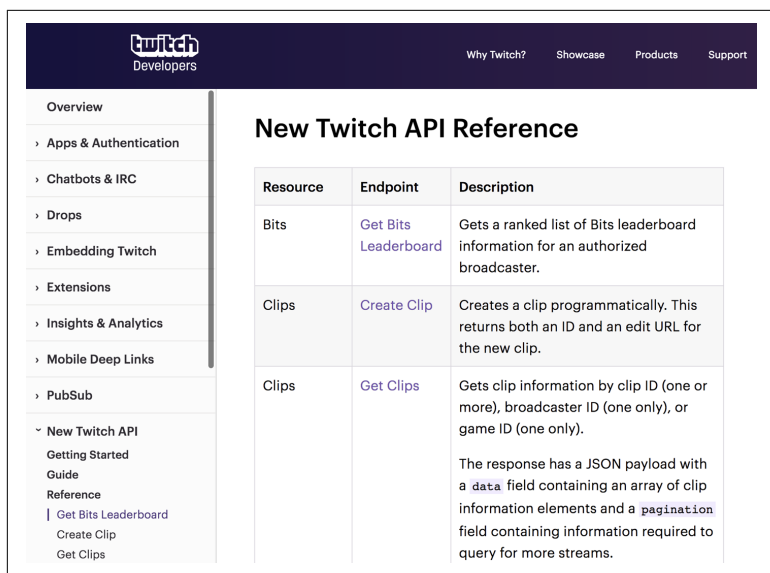 twitch
Developers
Why Twitch?
Showcase
Products
Support
Overview
› Apps & Authentication
› Chatbots & IRC
› Drops
› Embedding Twitch
› Extensions
› Insights & Analytics
› Mobile Deep Links
› PubSub
˅ New Twitch API
Getting Started
Guide
Reference
Get Bits Leaderboard
Create Clip
Get Clips
New Twitch API Reference
Resource
Endpoint
Description
Bits
Get Bits
Leaderboard
Gets a ranked list of Bits leaderboard
information for an authorized
broadcaster.
Clips
Create Clip
Creates a clip programmatically. This
returns both an ID and an edit URL for
the new clip.
Clips
Get Clips
Gets clip information by clip ID (one or
more), broadcaster ID (one only), or
game ID (one only).
The response has a JSON payload with
a data field containing an array of clip
information elements and a pagination
field containing information required to
query for more streams.